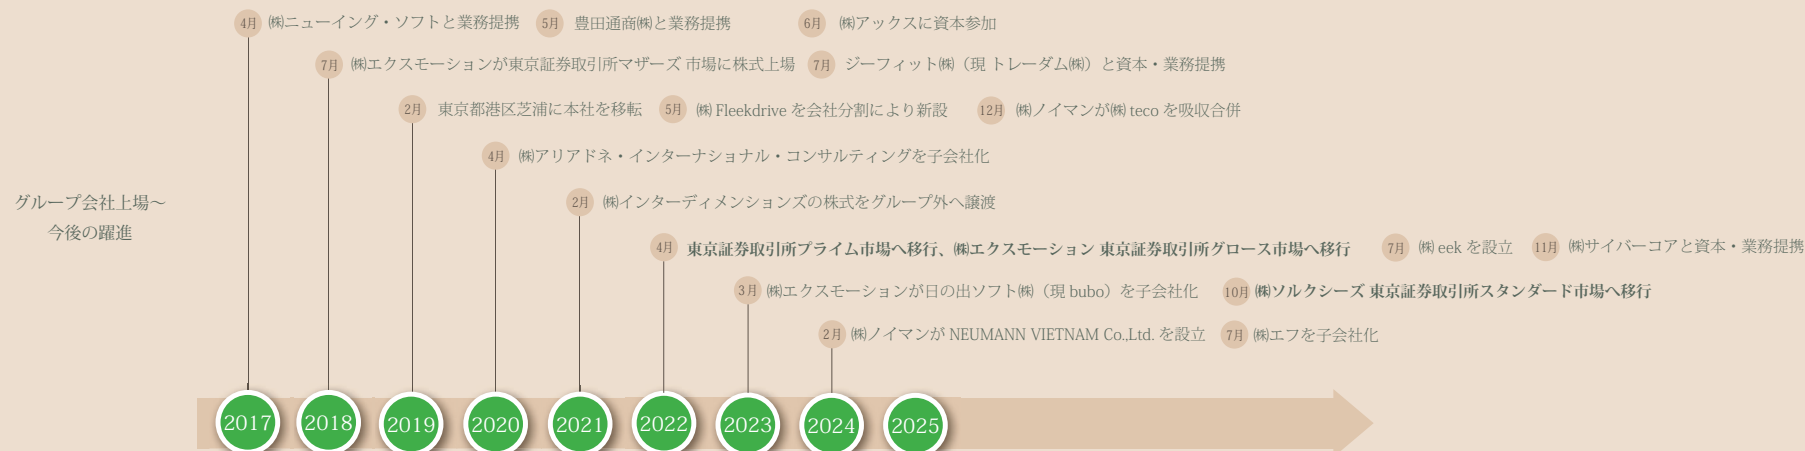 4月 ㈱ニューイング・ソフトと業務提携 5月 豊田通商㈱と業務提携 6月 ㈱アックスに資本参加
7月 ㈱エクスモーションが東京証券取引所マザーズ 市場に株式上場 7月 ジーフィット㈱（現 トレーダム㈱）と資本・業務提携
2月 東京都港区芝浦に本社を移転 5月 ㈱ Fleekdrive を会社分割により新設 12月 ㈱ノイマンが㈱ teco を吸収合併
4月 ㈱アリアドネ・インターナショナル・コンサルティングを子会社化
グループ会社上場～
今後の躍進
2月 ㈱インターディメンションズの株式をグループ外へ譲渡
4月 東京証券取引所プライム市場へ移行、㈱エクスモーション 東京証券取引所グロース市場へ移行 7月 ㈱ eek を設立 11月 ㈱サイバーコアと資本・業務提携
3月 ㈱エクスモーションが日の出ソフト㈱（現 bubo）を子会社化 10月 ㈱ソルクシーズ 東京証券取引所スタンダード市場へ移行
2月 ㈱ノイマンが NEUMANN VIETNAM Co.,Ltd. を設立 7月 ㈱エフを子会社化
2017 2018 2019 2020 2021 2022 2023 2024 2025